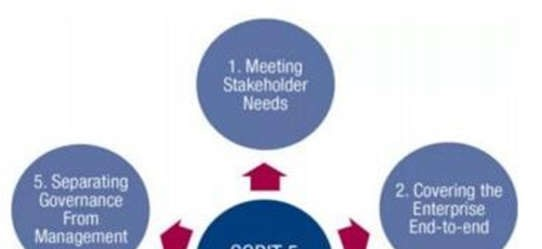 1. Meeting
Stakeholder
Needs
5. Separating
Governance
From
Management
2. Covering the
Enterprise
End-to-end